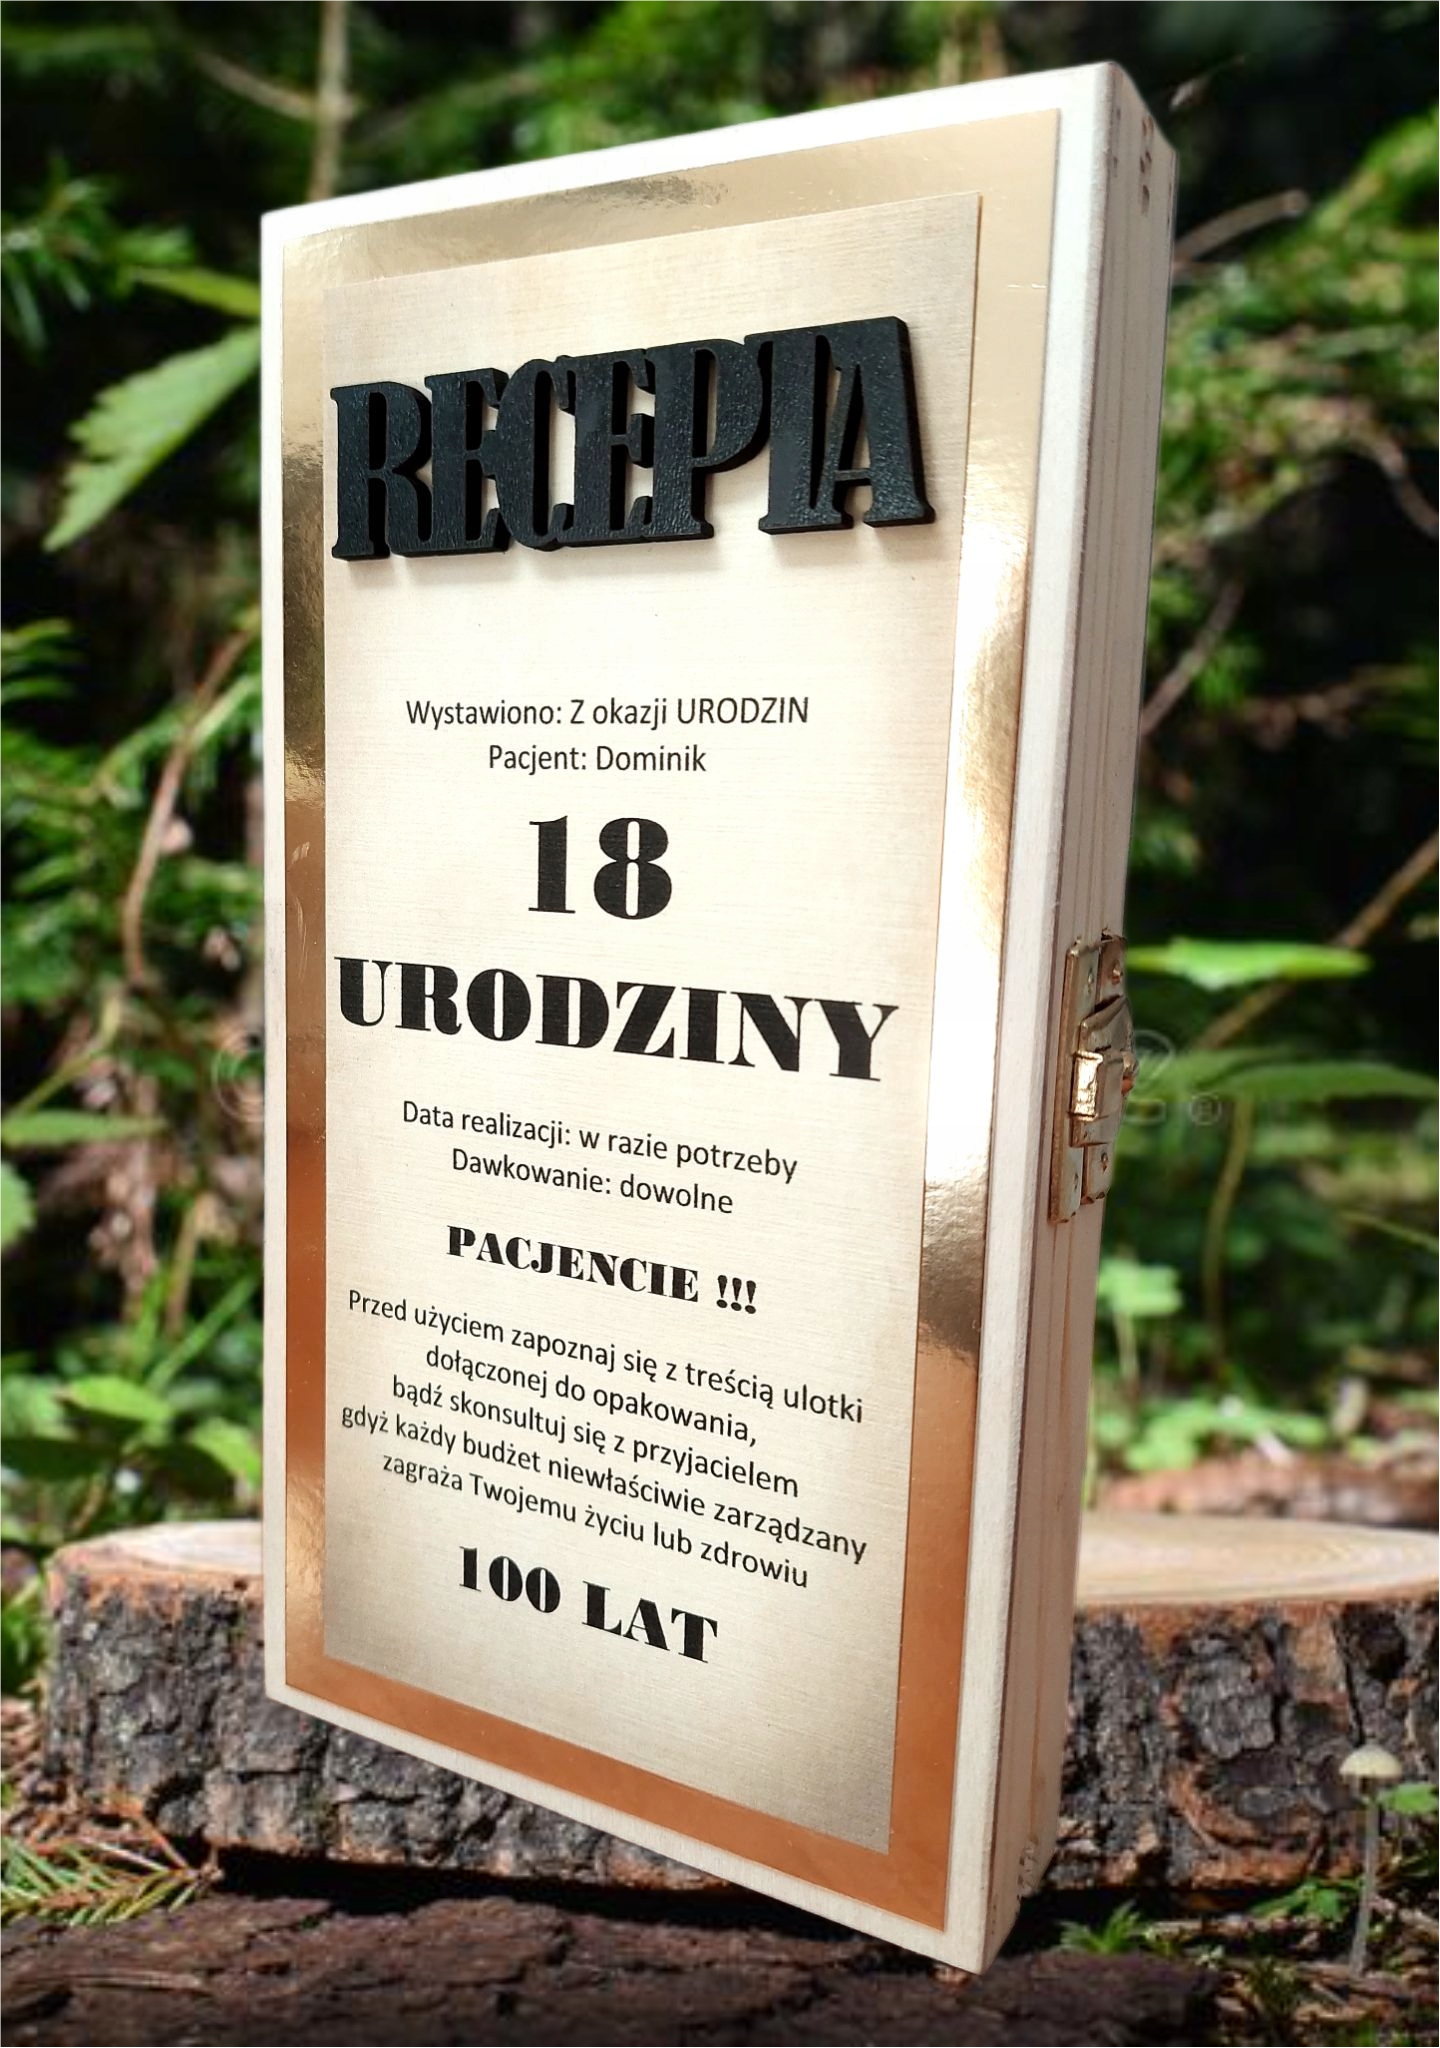 RECEPTA
Wystawiono: Z okazji URODZIN
Pacjent: Dominik
18
URODZINY
Data realizacji: w razie potrzeby
Dawkowanie: dowolne
PACJENCIE !!!
Przed użyciem zapoznaj się z treścią ulotki
dołączonej do opakowania,
bądź skonsultuj się z przyjacielem
gdyż każdy budżet niewłaściwie zarządzany
zagraża Twojemu życiu lub zdrowiu
100 LAT